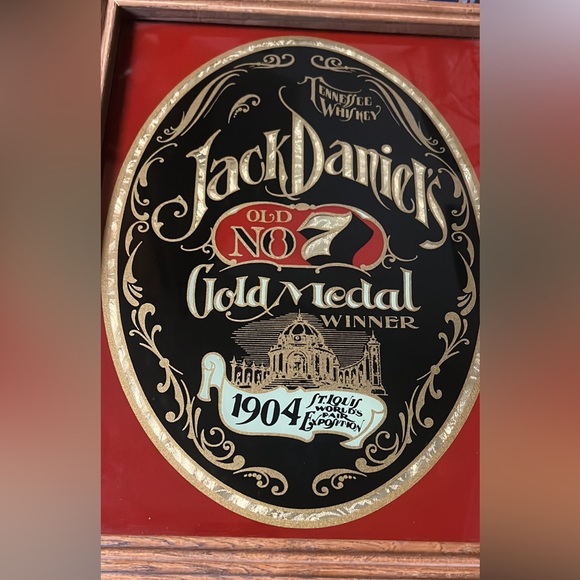 TENNESSEE
WHISKEY
Jack Daniel's
OLD
NO 7
Gold Medal
WINNER
1904
ST. LOUIS
WORLD'S
FAIR
EXPOSITION